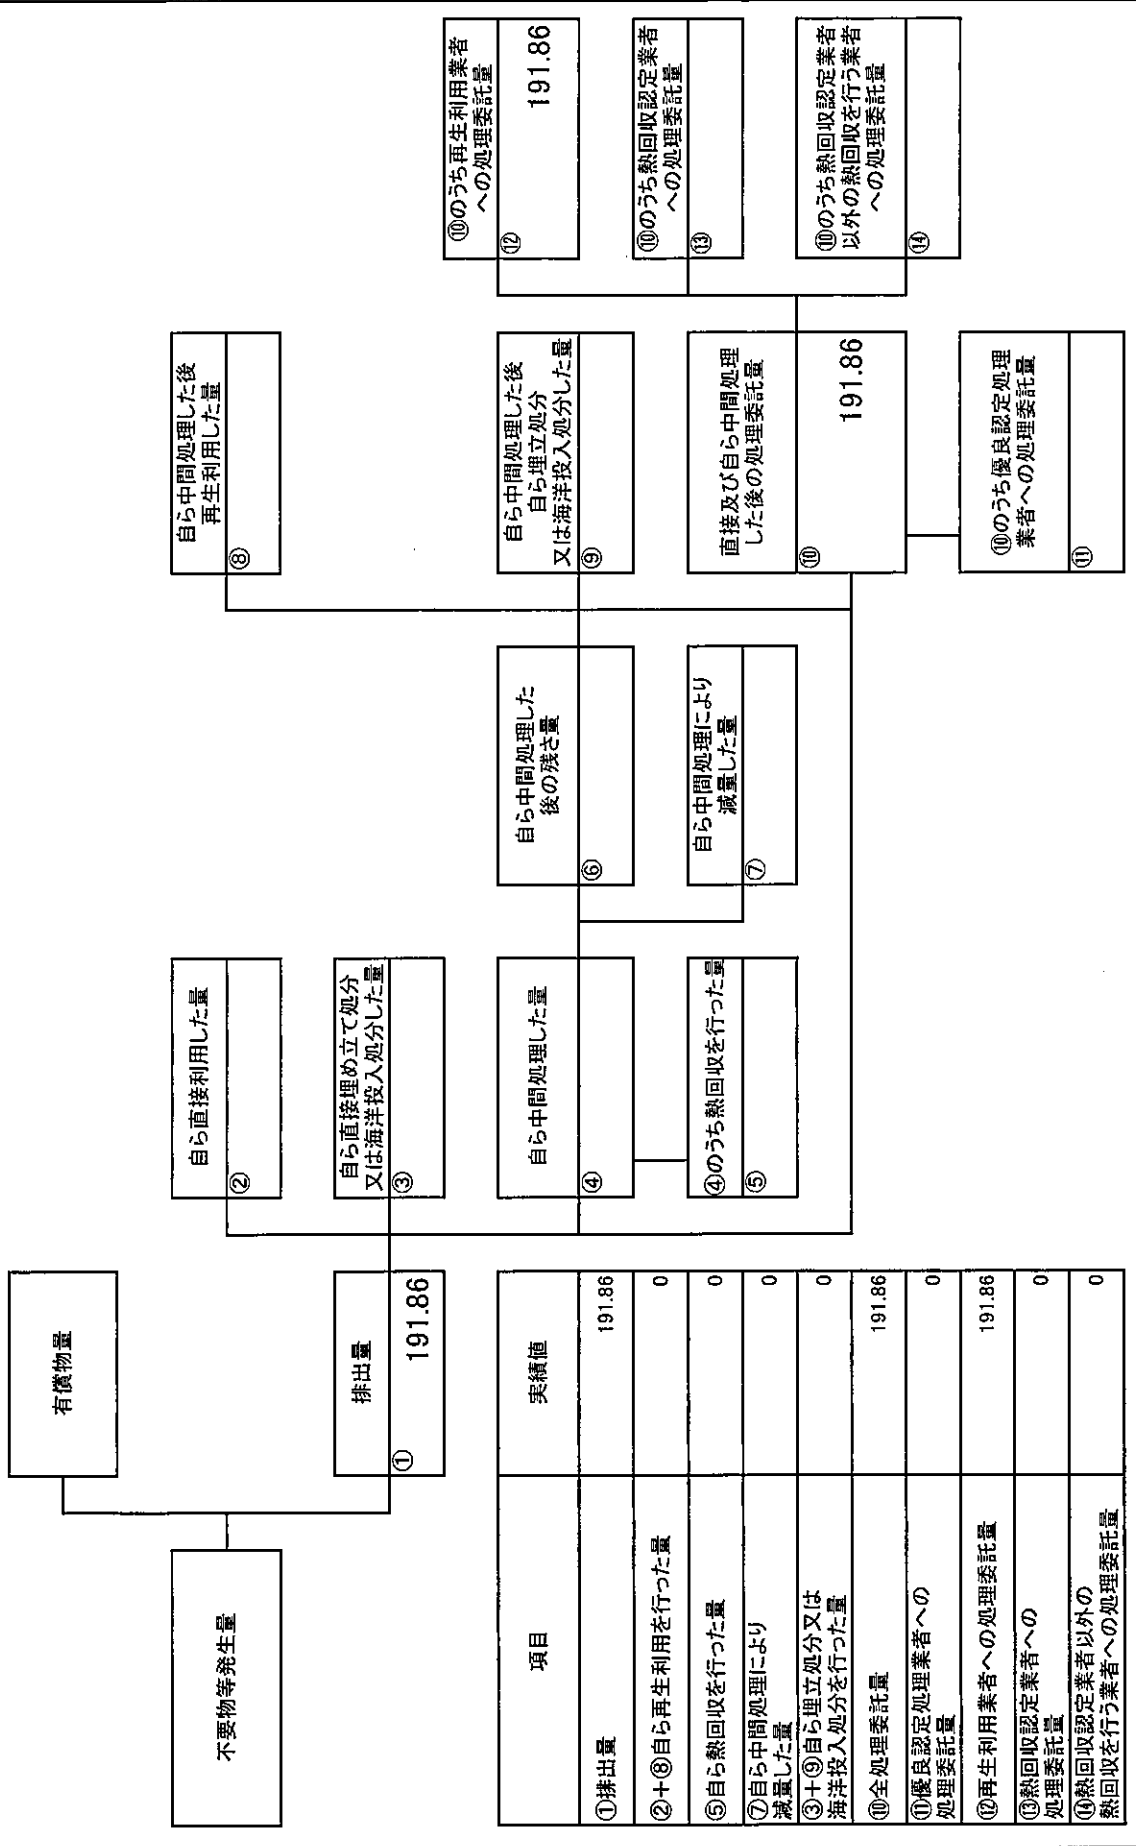 不要物等発生量
有償物量
排出量
①
191.86
自ら直接利用した量
②
自ら直接埋め立て処分
又は海洋投入処分した量
③
自ら中間処理した量
④
④のうち熱回収を行った量
⑤
自ら中間処理した
後の残さ量
⑥
自ら中間処理により
減量した量
⑦
自ら中間処理した後
再生利用した量
⑧
自ら中間処理した後
自ら埋立処分
又は海洋投入処分した量
⑨
直接及び自ら中間処理
した後の処理委託量
⑩
191.86
⑩のうち優良認定処理
業者への処理委託量
⑪
⑩のうち再生利用業者
への処理委託量
⑫
191.86
⑩のうち熱回収認定業者
への処理委託量
⑬
⑩のうち熱回収認定業者
以外の熱回収を行う業者
への処理委託量
⑭
項目 実績値
①排出量 191.86
②+⑧自ら再生利用を行った量 0
⑤自ら熱回収を行った量 0
⑦自ら中間処理により
減量した量 0
③+⑨自ら埋立処分又は
海洋投入処分を行った量 0
⑩全処理委託量 191.86
⑪優良認定処理業者への
処理委託量 0
⑫再生利用業者への処理委託量 191.86
⑬熱回収認定業者への
処理委託量 0
⑭熱回収認定業者以外の
熱回収を行う業者への処理委託量 0